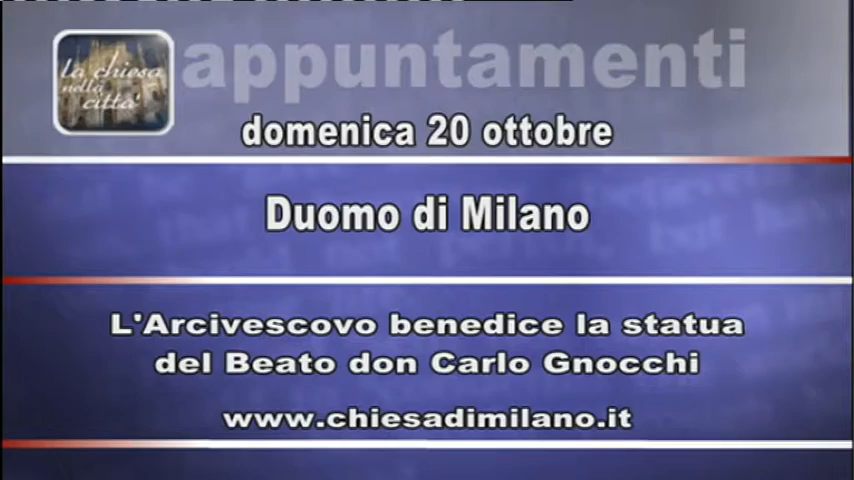 la chiesa
nella
città
appuntamenti
domenica 20 ottobre
Duomo di Milano
L'Arcivescovo benedice la statua
del Beato don Carlo Gnocchi
www.chiesadimilano.it